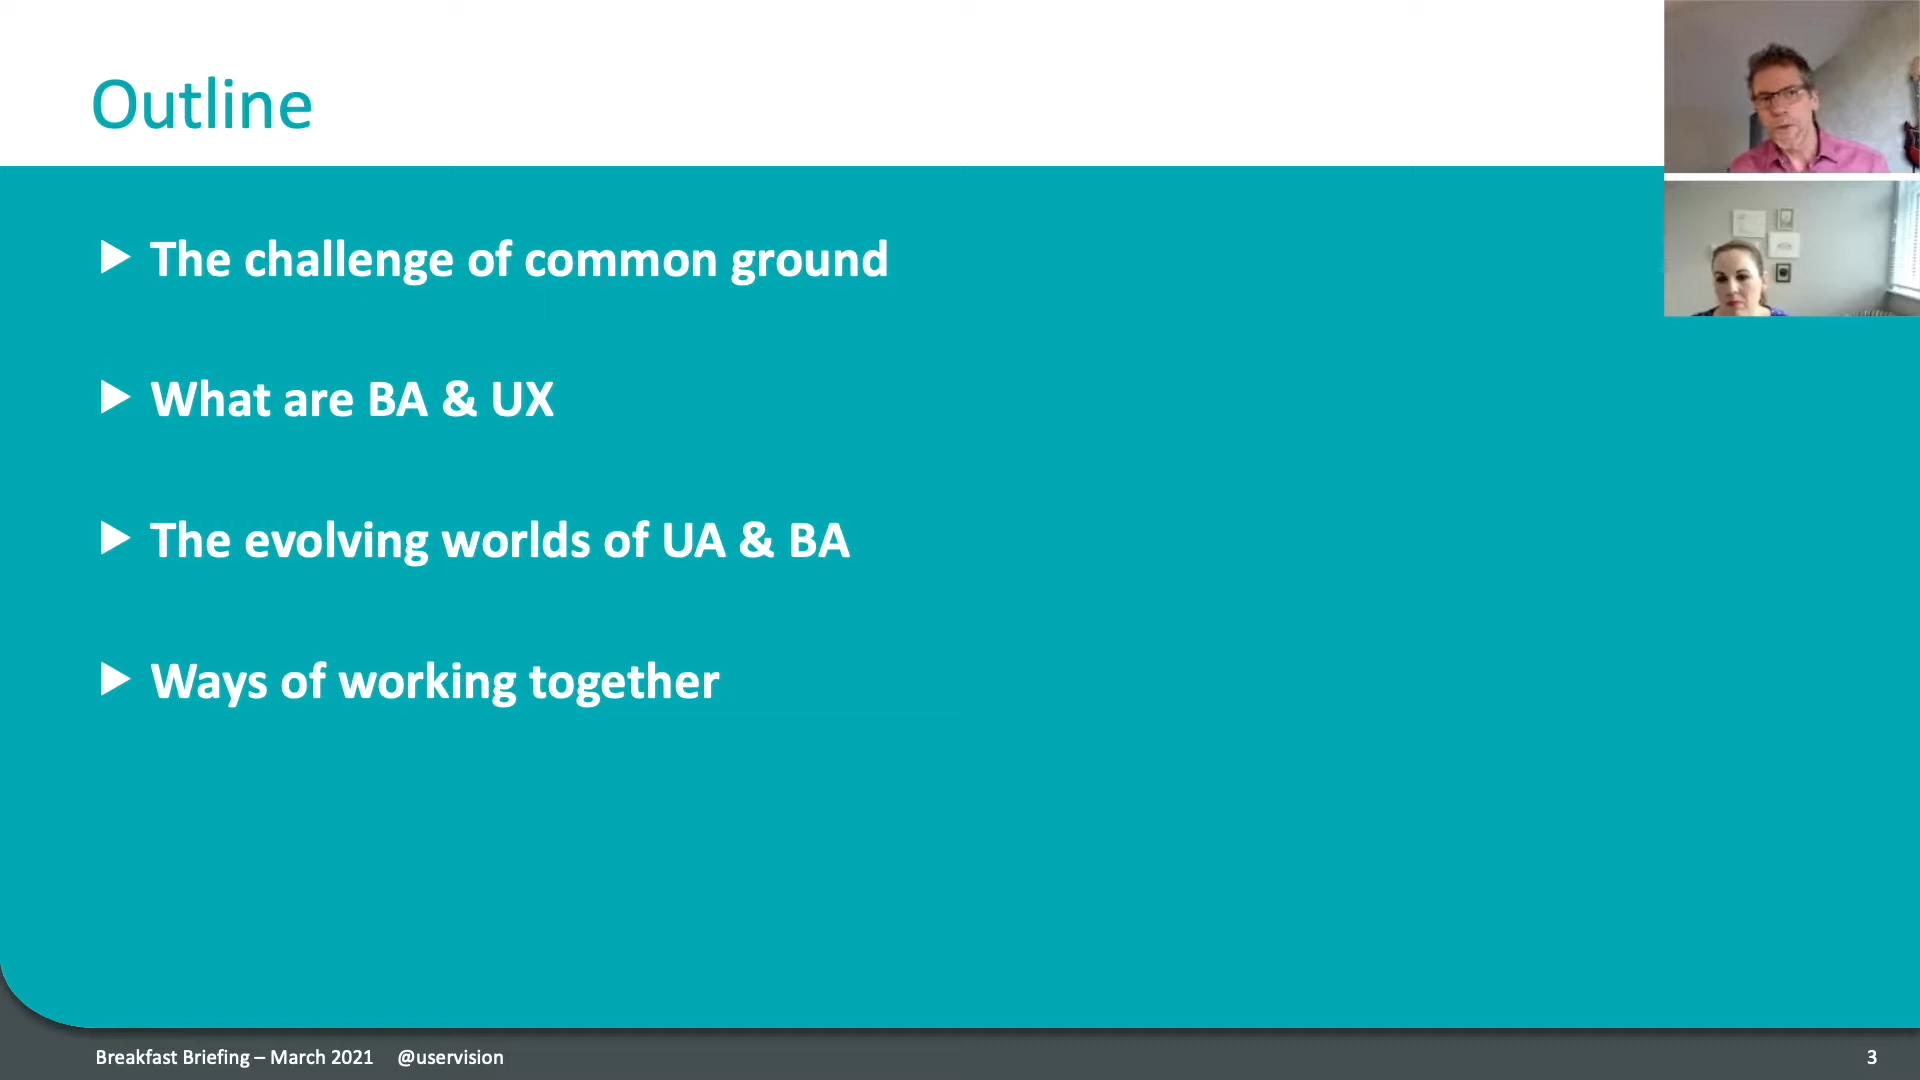 Outline
▶ The challenge of common ground
▶ What are BA & UX
▶ The evolving worlds of UA & BA
▶ Ways of working together
Breakfast Briefing – March 2021 @uservision
3